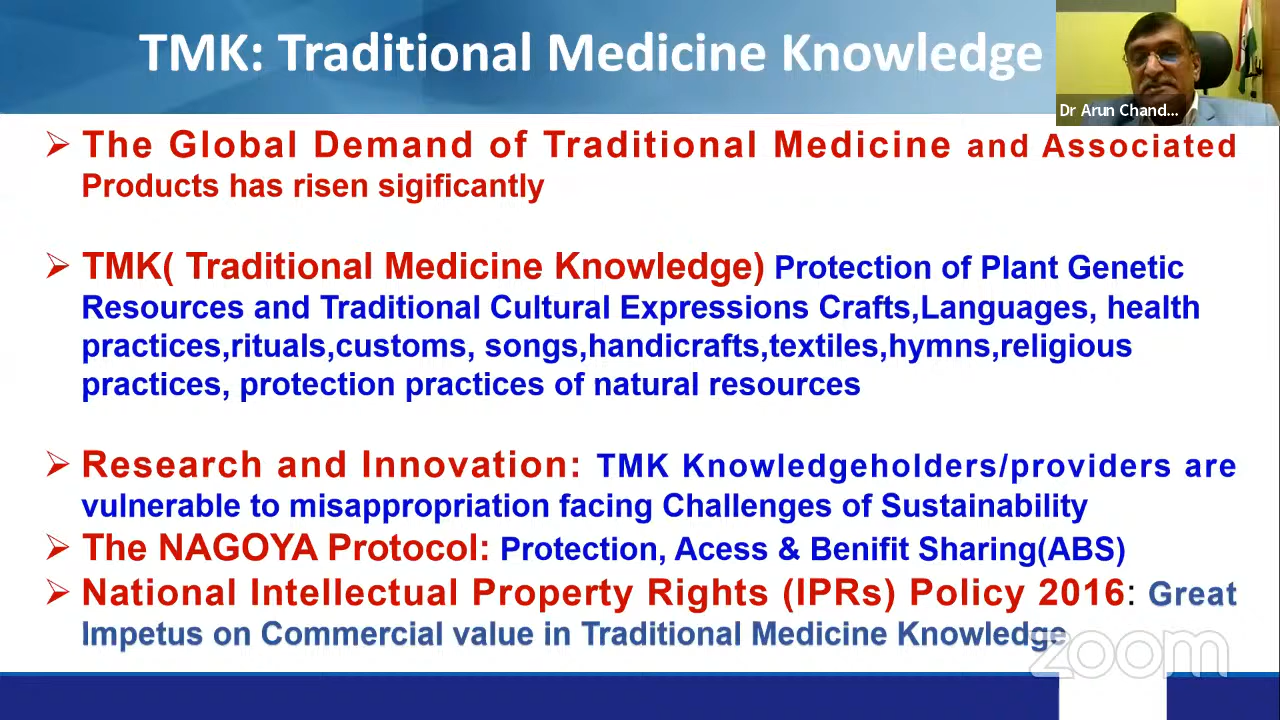 TMK: Traditional Medicine Knowledge
Dr Arun Chand...
➢ The Global Demand of Traditional Medicine and Associated
Products has risen sigificantly
➢ TMK( Traditional Medicine Knowledge) Protection of Plant Genetic
Resources and Traditional Cultural Expressions Crafts,Languages, health
practices,rituals,customs, songs,handicrafts,textiles,hymns,religious
practices, protection practices of natural resources
➢ Research and Innovation: TMK Knowledgeholders/providers are
vulnerable to misappropriation facing Challenges of Sustainability
➢ The NAGOYA Protocol: Protection, Acess & Benifit Sharing(ABS)
➢ National Intellectual Property Rights (IPRs) Policy 2016: Great
Impetus on Commercial value in Traditional Medicine Knowledge
zoom